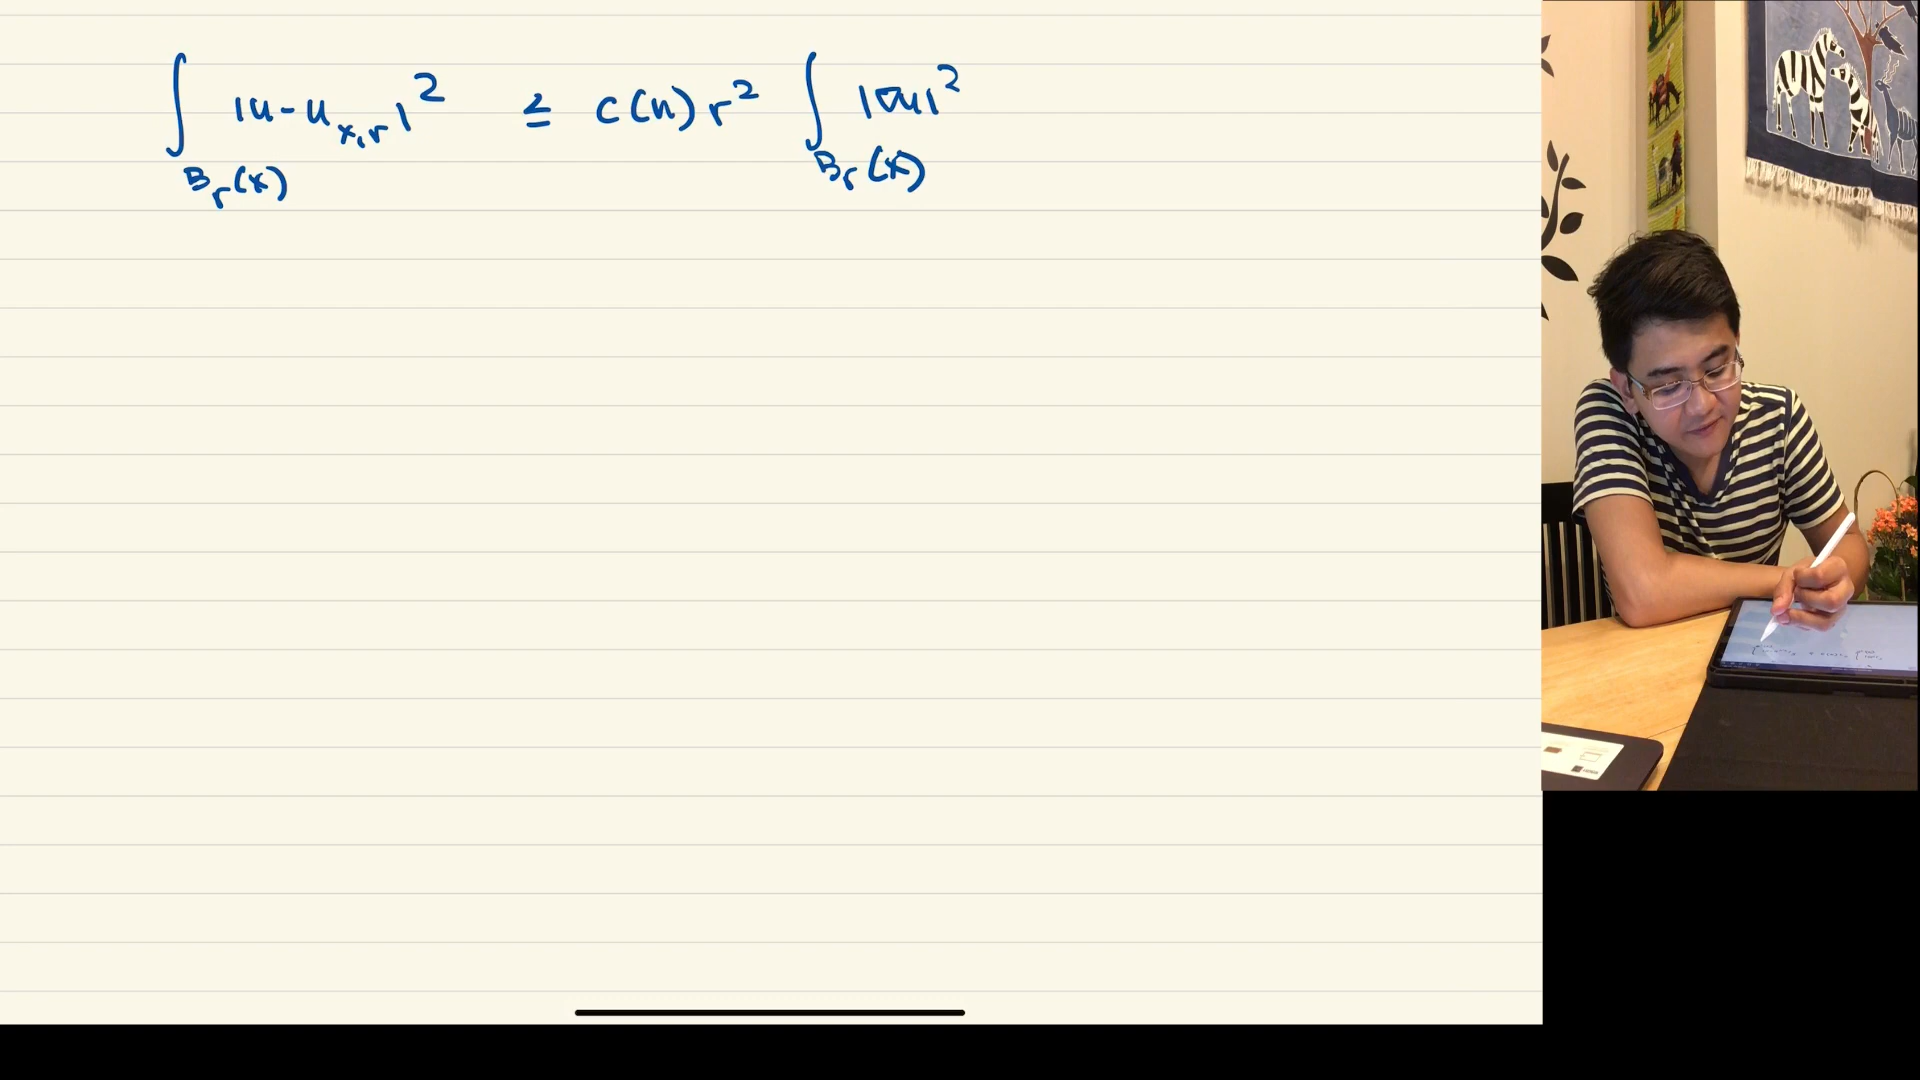 ∫_{B_r(x)} |u - u_{x,r}|^2 ≤ c(n) r^2 ∫_{B_r(x)} |∇u|^2